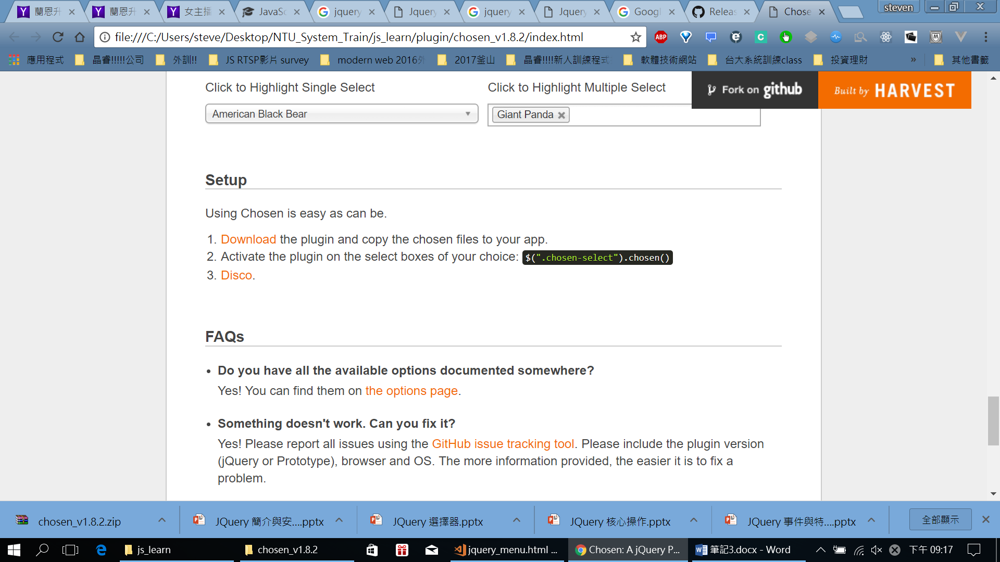 蘭恩升
蘭恩升
女主播
JavaSc
jquery
Jquery
jquery
Jquery
Googl
Releas
Chose
steven
file:///C:/Users/steve/Desktop/NTU_System_Train/js_learn/plugin/chosen_v1.8.2/index.html
ABP
應用程式
晶睿!!!!!公司
外訓!!
JS RTSP影片 survey
modern web 2016外
2017釜山
晶睿!!!!新人訓練程式
軟體技術網站
台大系統訓練class
投資理財
»
其他書籤
Click to Highlight Single Select
Click to Highlight Multiple Select
Fork on github
Built by HARVEST
American Black Bear
Giant Panda
Setup
Using Chosen is easy as can be.
1. Download the plugin and copy the chosen files to your app.
2. Activate the plugin on the select boxes of your choice: $(".chosen-select").chosen()
3. Disco.
FAQs
• Do you have all the available options documented somewhere?
Yes! You can find them on the options page.
• Something doesn't work. Can you fix it?
Yes! Please report all issues using the GitHub issue tracking tool. Please include the plugin version
(jQuery or Prototype), browser and OS. The more information provided, the easier it is to fix a
problem.
chosen_v1.8.2.zip
JQuery 簡介與安....pptx
JQuery 選擇器.pptx
JQuery 核心操作.pptx
JQuery 事件與特....pptx
全部顯示
js_learn
chosen_v1.8.2
jquery_menu.html ...
Chosen: A jQuery P...
筆記3.docx - Word
下午 09:17